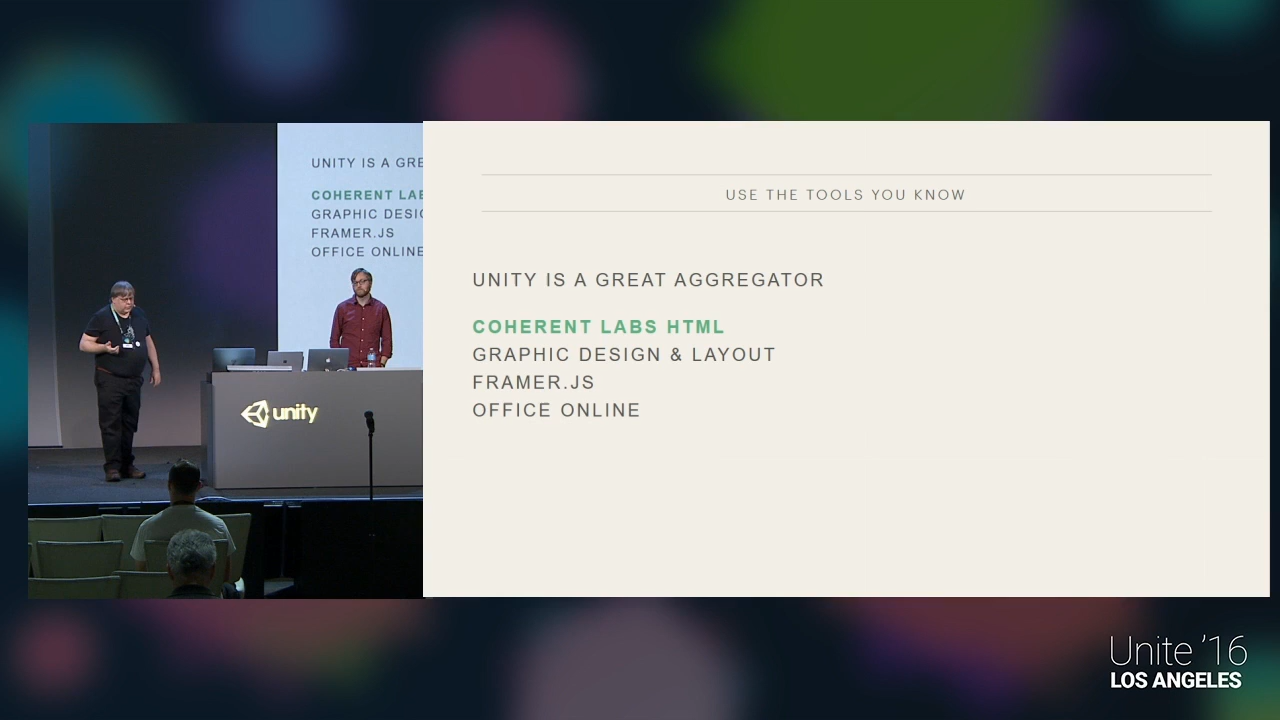 UNITY IS A GRE
COHERENT LAB
GRAPHIC DESIG
FRAMER.JS
OFFICE ONLINE
unity
USE THE TOOLS YOU KNOW
UNITY IS A GREAT AGGREGATOR
COHERENT LABS HTML
GRAPHIC DESIGN & LAYOUT
FRAMER.JS
OFFICE ONLINE
Unite '16
LOS ANGELES